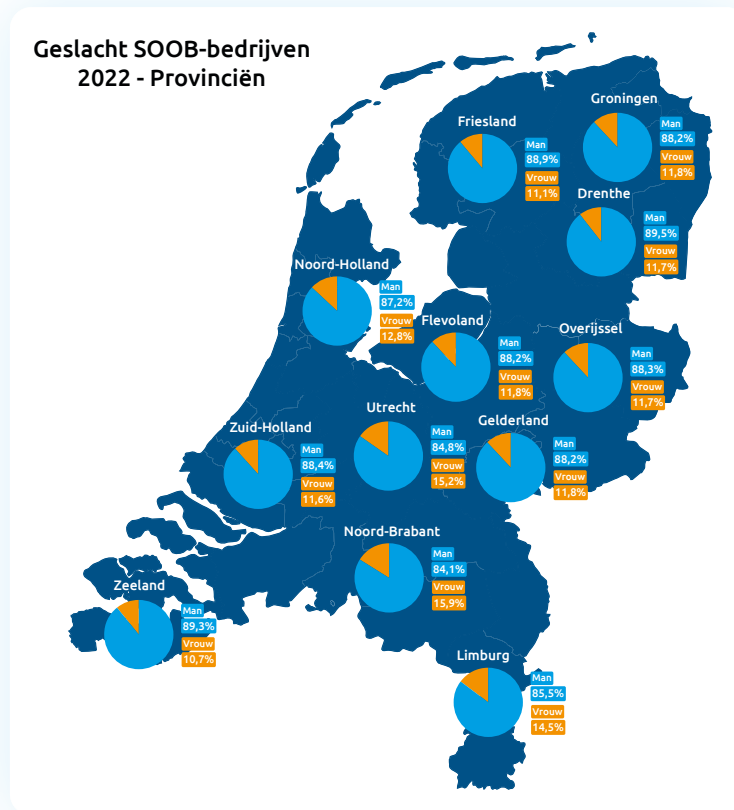 Geslacht SOOB-bedrijven
2022 - Provinciën
Groningen
Man
88,2%
Vrouw
11,8%
Friesland
Man
88,9%
Vrouw
11,1%
Drenthe
Man
89,5%
Vrouw
11,7%
Noord-Holland
Man
87,2%
Vrouw
12,8%
Flevoland
Man
88,2%
Vrouw
11,8%
Overijssel
Man
88,3%
Vrouw
11,7%
Utrecht
Man
84,8%
Vrouw
15,2%
Gelderland
Man
88,2%
Vrouw
11,8%
Zuid-Holland
Man
88,4%
Vrouw
11,6%
Noord-Brabant
Man
84,1%
Vrouw
15,9%
Zeeland
Man
89,3%
Vrouw
10,7%
Limburg
Man
85,5%
Vrouw
14,5%